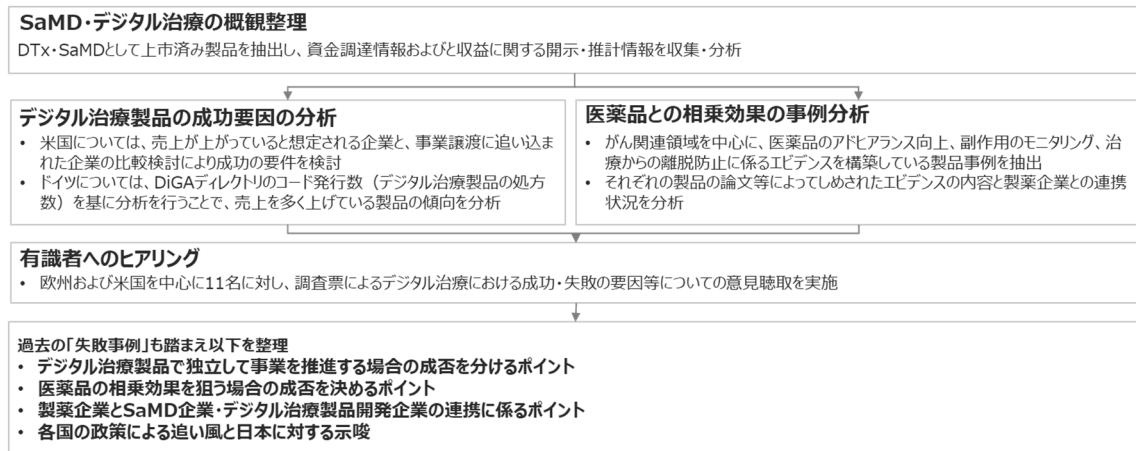 SaMD・デジタル治療の概観整理
DTx・SaMDとして上市済み製品を抽出し、資金調達情報およびと収益に関する開示・推計情報を収集・分析
デジタル治療製品の成功要因の分析
• 米国については、売上が上がっていると想定される企業と、事業譲渡に追い込ま
れた企業の比較検討により成功の要件を検討
• ドイツについては、DiGAディレクトリのコード発行数（デジタル治療製品の処方
数）を基に分析を行うことで、売上を多く上げている製品の傾向を分析
医薬品との相乗効果の事例分析
• がん関連領域を中心に、医薬品のアドヒアランス向上、副作用のモニタリング、治
療からの離脱防止に係るエビデンスを構築している製品事例を抽出
• それぞれの製品の論文等によってしめされたエビデンスの内容と製薬企業との連携
状況を分析
有識者へのヒアリング
• 欧州および米国を中心に11名に対し、調査票によるデジタル治療における成功・失敗の要因等についての意見聴取を実施
過去の「失敗事例」も踏まえ以下を整理
• デジタル治療製品で独立して事業を推進する場合の成否を分けるポイント
• 医薬品の相乗効果を狙う場合の成否を決めるポイント
• 製薬企業とSaMD企業・デジタル治療製品開発企業の連携に係るポイント
• 各国の政策による追い風と日本に対する示唆